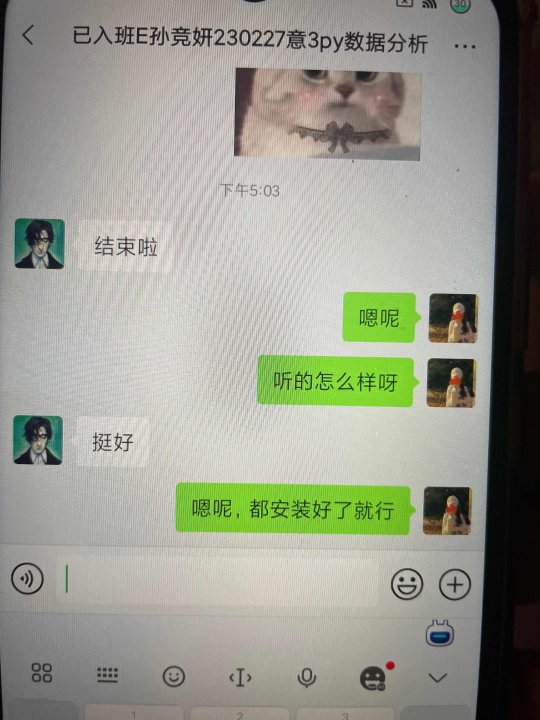 30
已入班E孙竞妍230227意3py数据分析
下午5:03
结束啦
嗯呢
听的怎么样呀
挺好
嗯呢，都安装好了就行
1
2
3